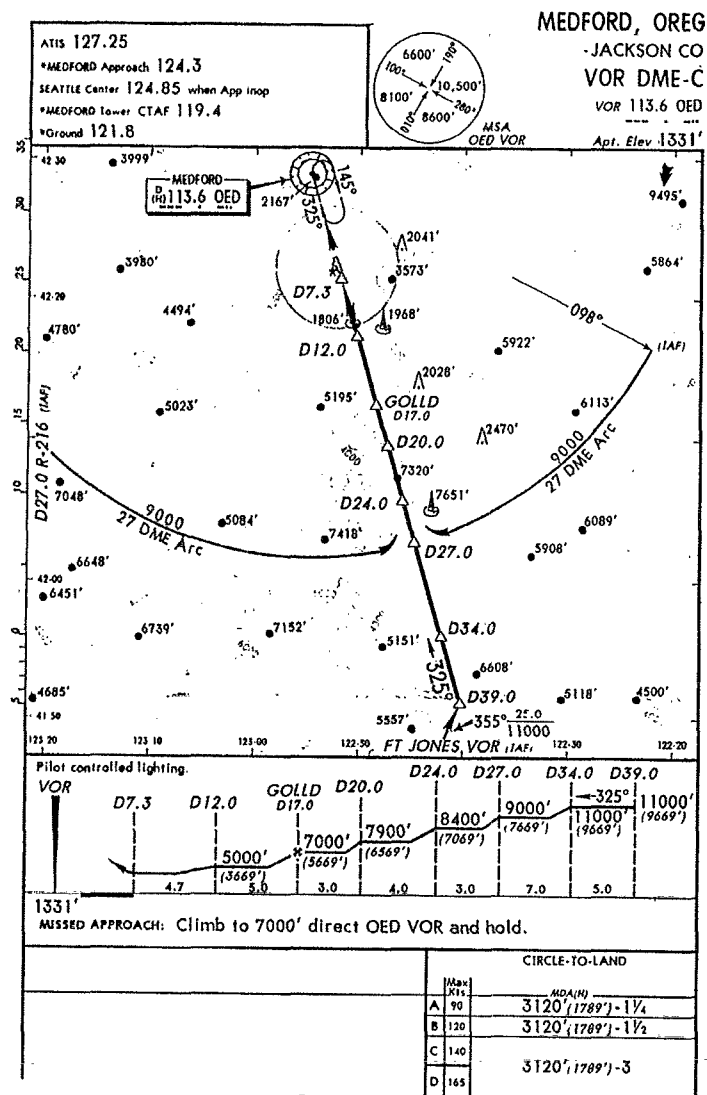 MEDFORD, OREG
JACKSON CO
VOR DME-C
VOR 113.6 OED
Apt. Elev 1331'
ATIS 127.25
*MEDFORD Approach 124.3
SEATTLE Center 124.85 when App inop
*MEDFORD Tower CTAF 119.4
*Ground 121.8
6600'
190°
100°
10,500'
8100'
280°
010°
8600'
MSA
OED VOR
35
42 30
3999'
MEDFORD
D
(H) 113.6 OED
2167'
145°
325°
9495'
30
2041'
3980'
3573'
5864'
25
D7.3
42 20
4494'
1806'
1968'
098°
4780'
D12.0
5922'
(IAF)
20
2028'
5023'
5195'
GOLLD
D17.0
6113'
D20.0
2470'
15
D27.0 R-216 (IAF)
9000
27 DME Arc
9000
27 DME Arc
7320'
7651'
7048'
10
D24.0
5084'
7418'
D27.0
6089'
5908'
6648'
42-00
6451'
6739'
7152'
5151'
D34.0
0
325°
6608'
5
4685'
D39.0
5118'
4500'
41 50
5557'
355° 25.0
11000
FT JONES VOR (IAF)
123 20
123 10
123 00
122 50
122 30
122 20
Pilot controlled lighting.
VOR
D7.3
D12.0
GOLLD
D17.0
D20.0
D24.0
D27.0
D34.0
D39.0
325°
5000'
(3669')
7000'
(5669')
7900'
(6569')
8400'
(7069')
9000'
(7669')
11000'
(9669')
11000'
(9669')
4.7
5.0
3.0
4.0
3.0
7.0
5.0
1331'
MISSED APPROACH: Climb to 7000' direct OED VOR and hold.
CIRCLE-TO-LAND
Max
Kts
MDA(H)
A 90 3120' (1789') - 1¼
B 120 3120' (1789') - 1½
C 140
3120' (1789') - 3
D 165